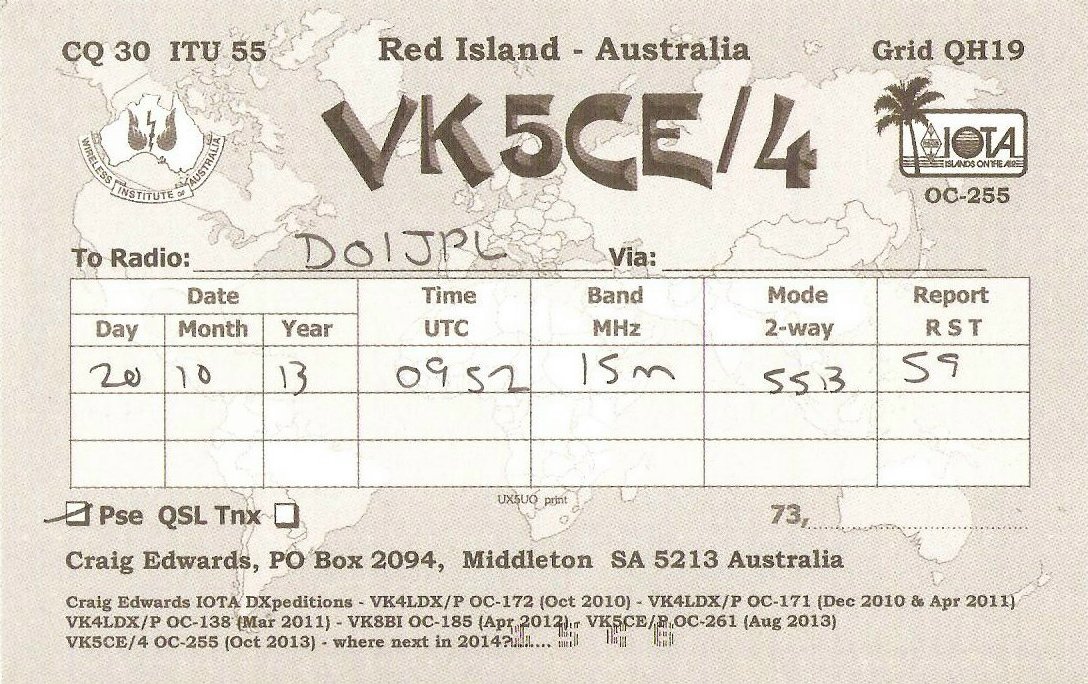 CQ 30 ITU 55
Red Island - Australia
Grid QH19
VK5CE/4
WIRELESS INSTITUTE OF AUSTRALIA
IOTA
ISLANDS ON THE AIR
OC-255
To Radio: DO1JPL Via:
Date Time Band Mode Report
Day Month Year UTC MHz 2-way R S T
20 10 13 0952 15m SSB 59
UX5UO print
Pse QSL Tnx
73,
Craig Edwards, PO Box 2094, Middleton SA 5213 Australia
Craig Edwards IOTA DXpeditions - VK4LDX/P OC-172 (Oct 2010) - VK4LDX/P OC-171 (Dec 2010 & Apr 2011)
VK4LDX/P OC-138 (Mar 2011) - VK8BI OC-185 (Apr 2012) - VK5CE/P OC-261 (Aug 2013)
VK5CE/4 OC-255 (Oct 2013) - where next in 2014?......